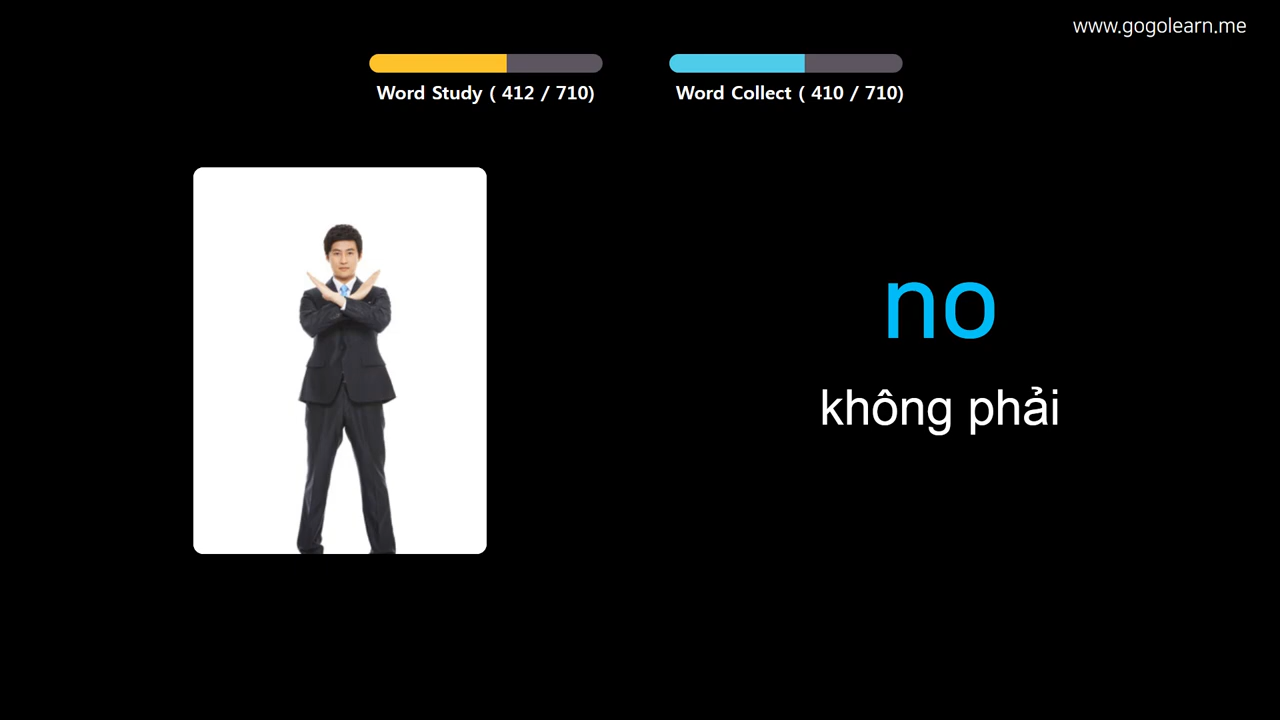 www.gogolearn.me
Word Study ( 412 / 710)
Word Collect ( 410 / 710)
no
không phải